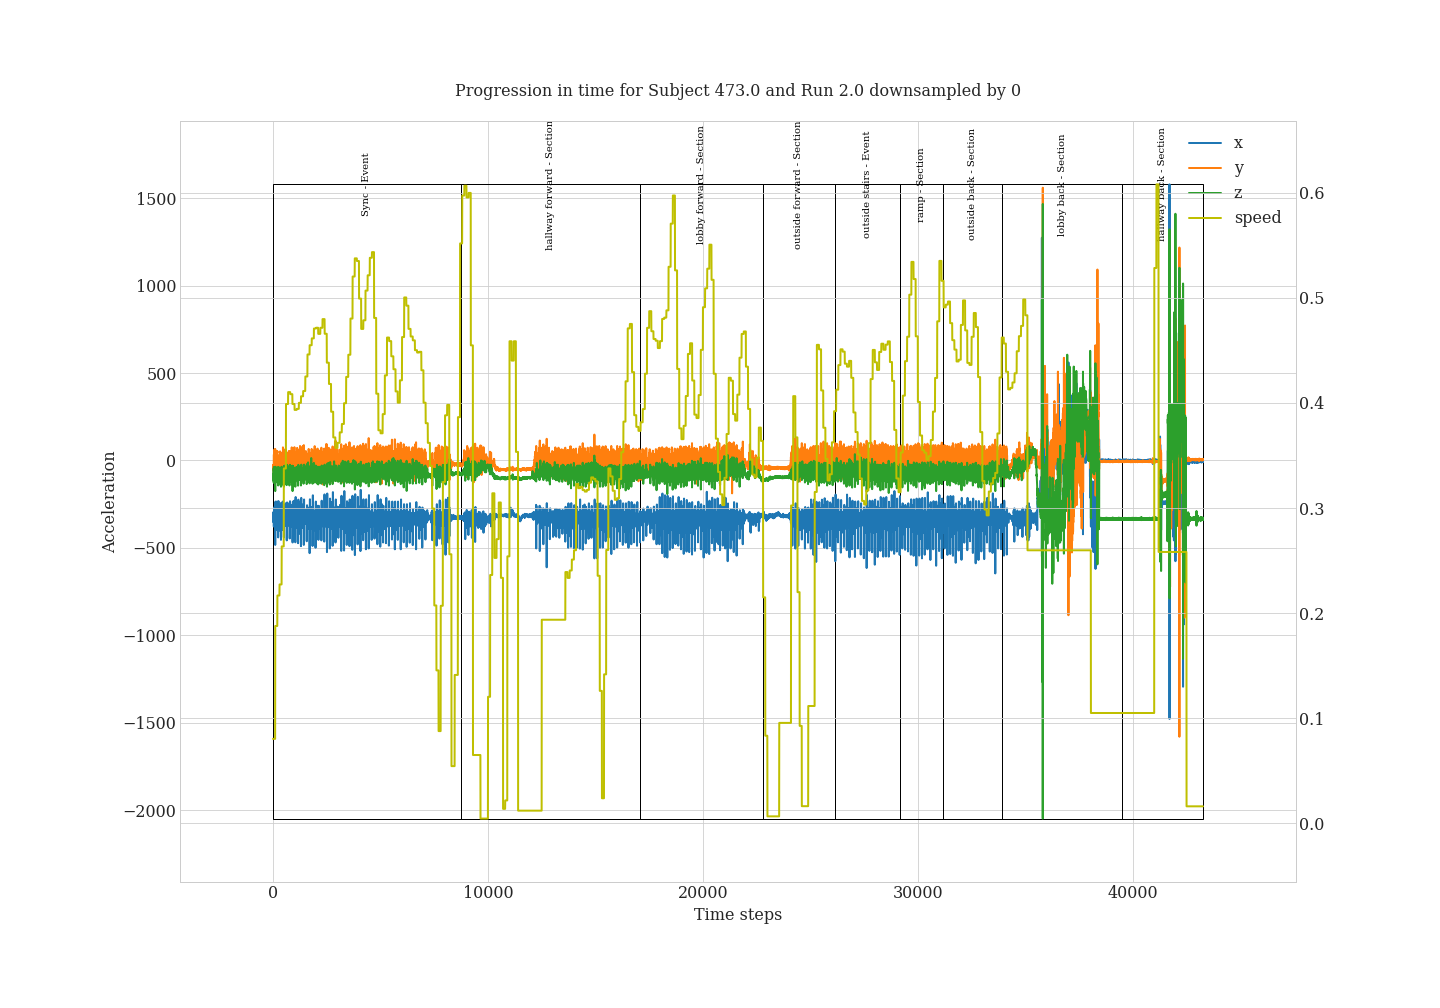 Progression in time for Subject 473.0 and Run 2.0 downsampled by 0
Sync - Event
hallway forward - Section
lobby forward - Section
outside forward - Section
outside stairs - Event
ramp - Section
outside back - Section
lobby back - Section
hallway back - Section
x
y
z
speed
1500
1000
500
0
−500
−1000
−1500
−2000
Acceleration
0.6
0.5
0.4
0.3
0.2
0.1
0.0
0 10000 20000 30000 40000
Time steps